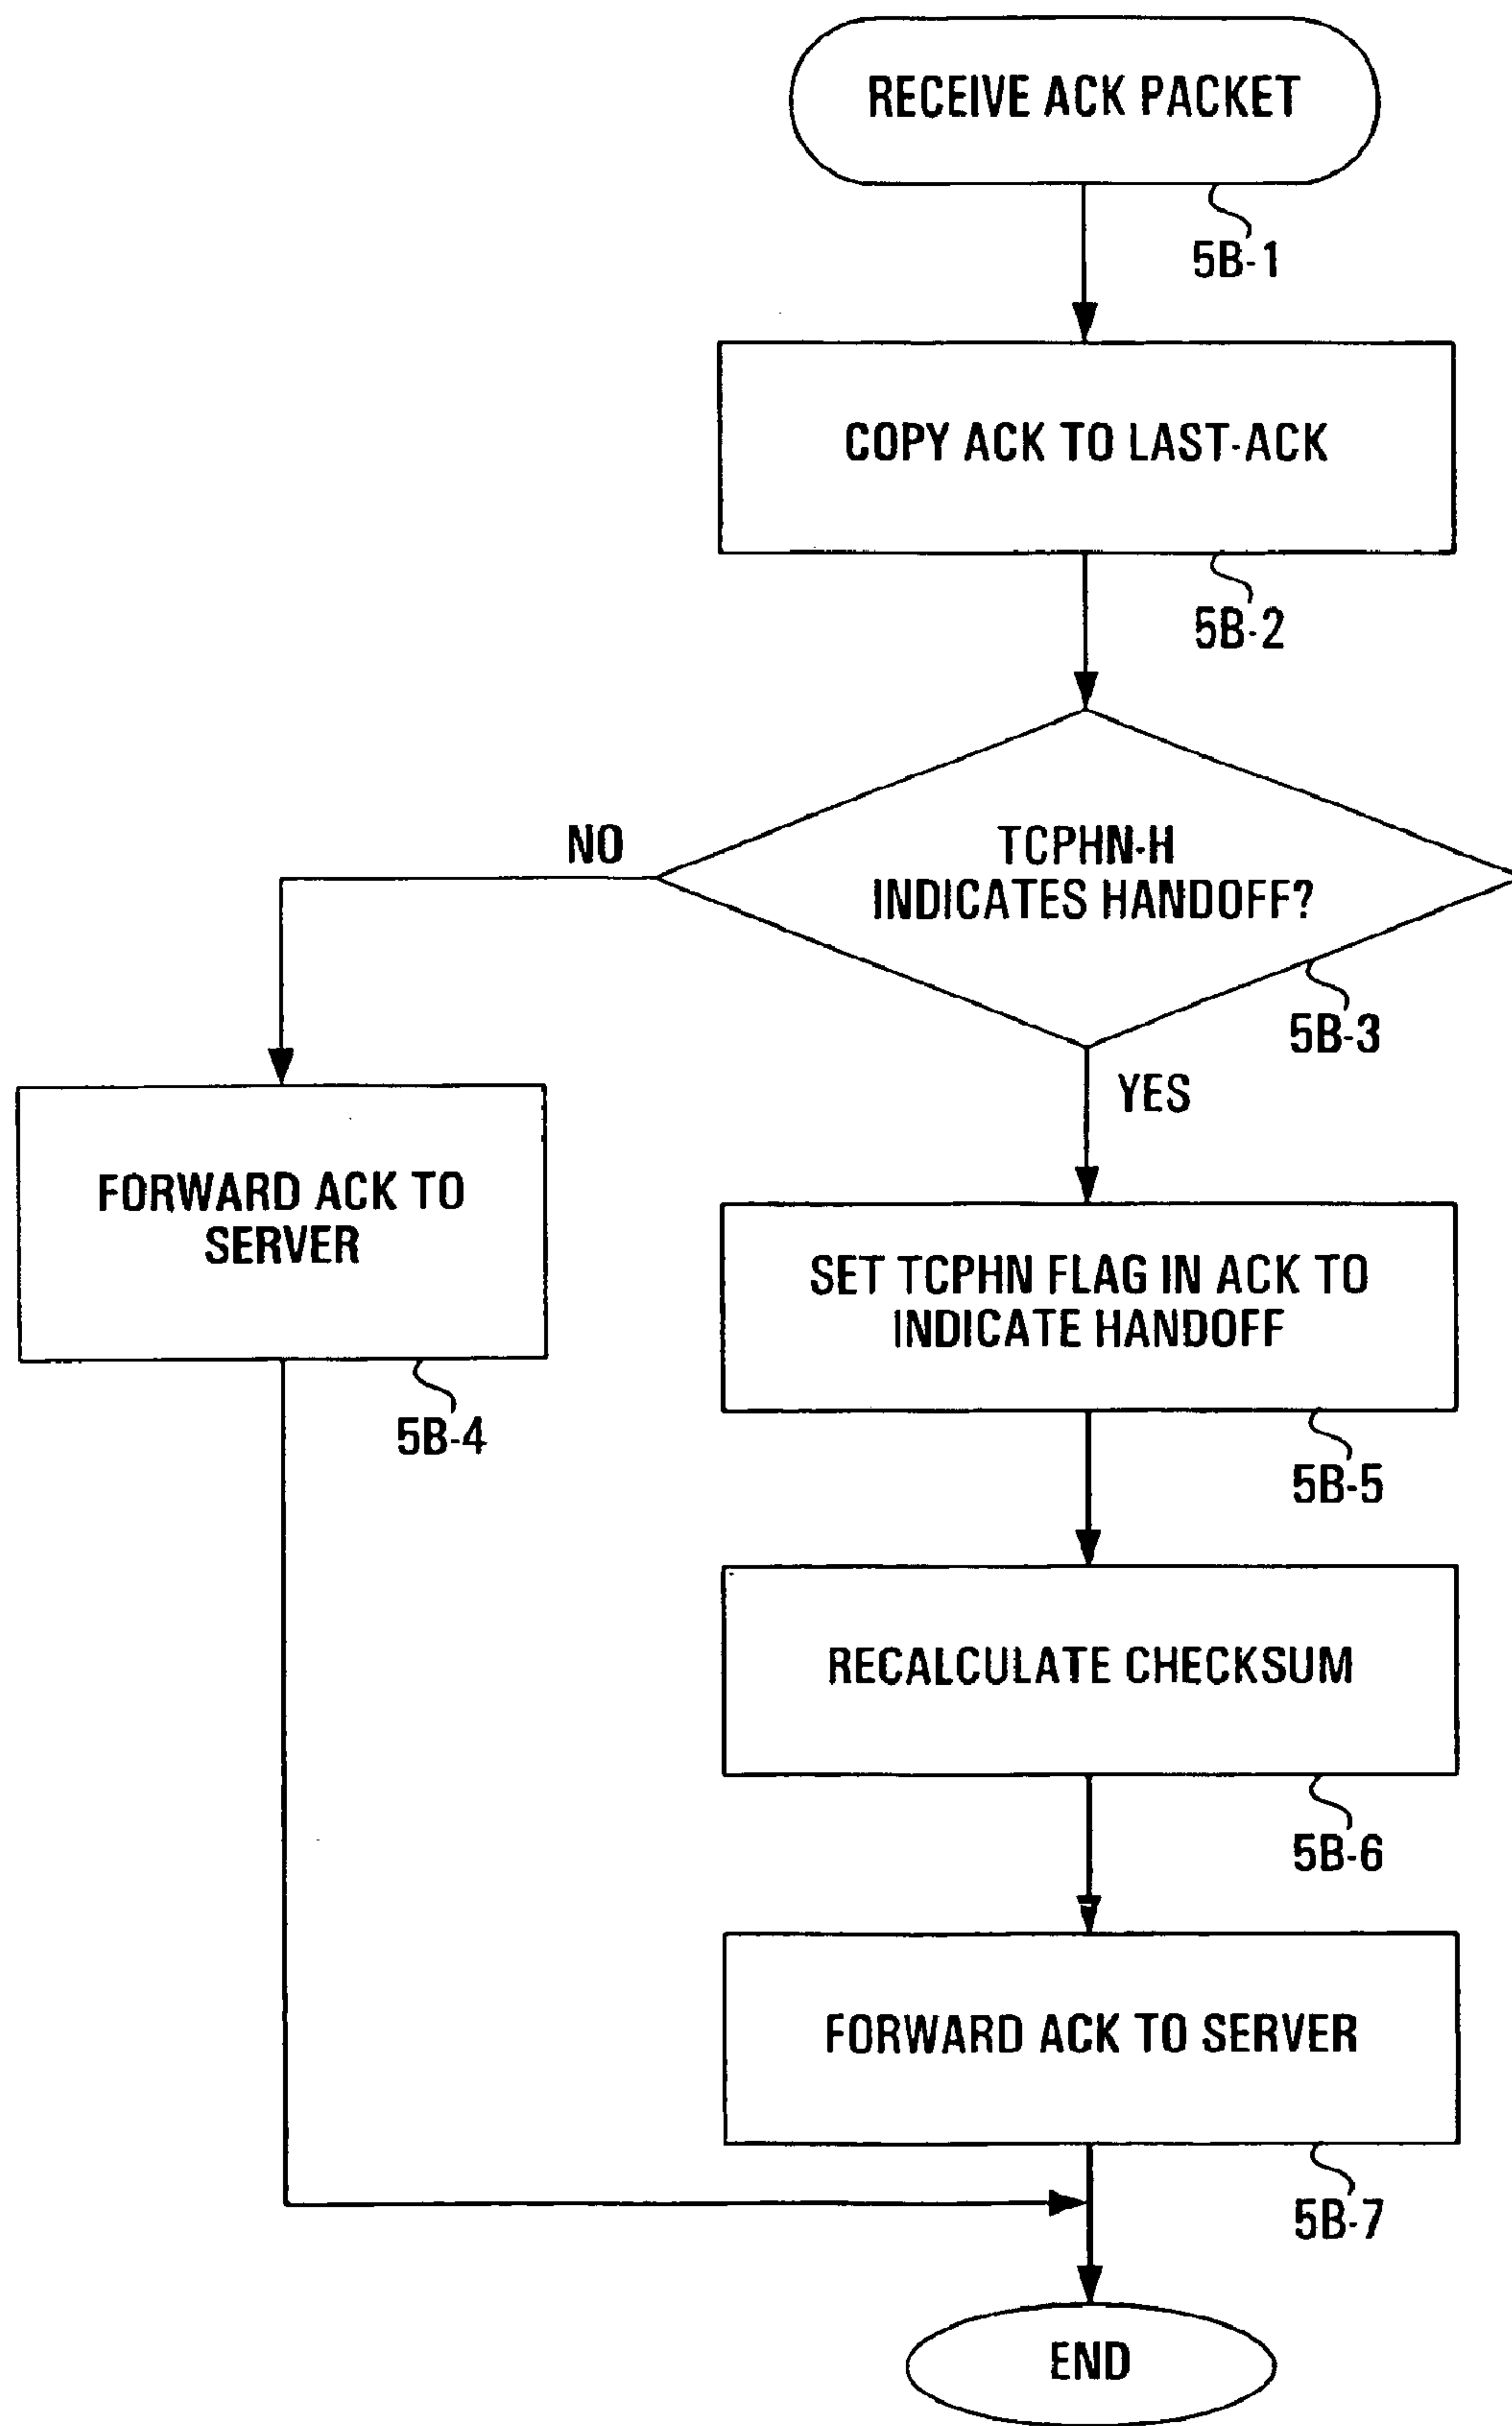 RECEIVE ACK PACKET
5B-1
COPY ACK TO LAST-ACK
5B-2
TCPHN-H
INDICATES HANDOFF?
5B-3
NO
YES
FORWARD ACK TO
SERVER
5B-4
SET TCPHN FLAG IN ACK TO
INDICATE HANDOFF
5B-5
RECALCULATE CHECKSUM
5B-6
FORWARD ACK TO SERVER
5B-7
END